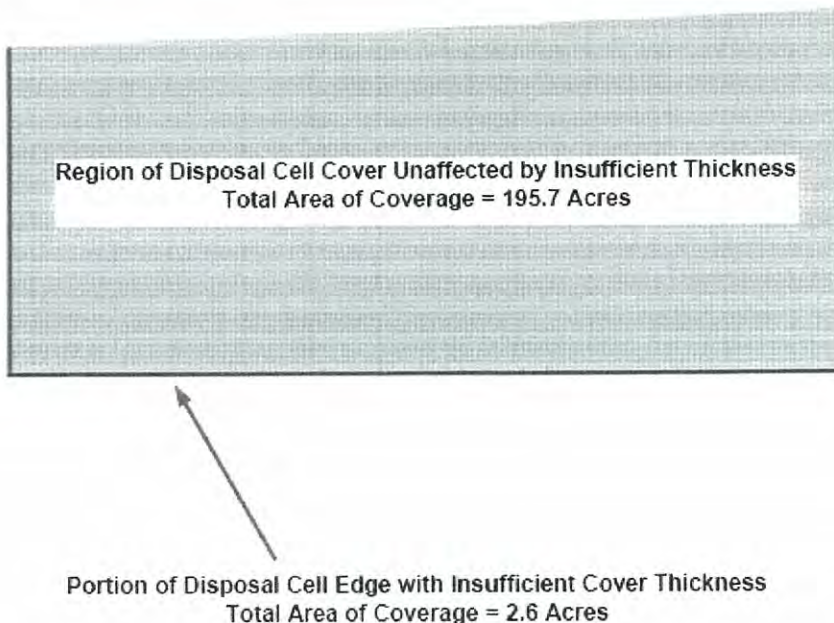 Region of Disposal Cell Cover Unaffected by Insufficient Thickness
Total Area of Coverage = 195.7 Acres
Portion of Disposal Cell Edge with Insufficient Cover Thickness
Total Area of Coverage = 2.6 Acres